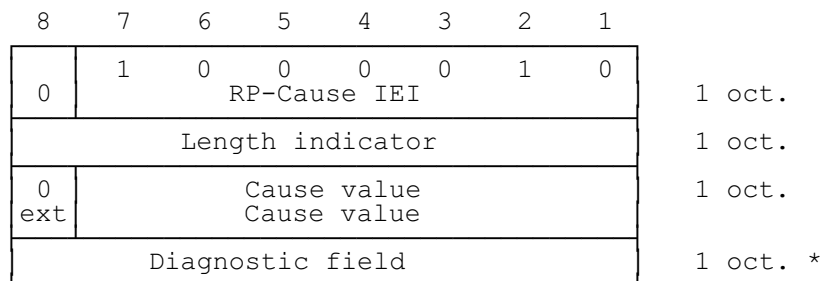 8 7 6 5 4 3 2 1
1 0 0 0 0 1 0
0 RP-Cause IEI 1 oct.
Length indicator 1 oct.
0 Cause value 1 oct.
ext Cause value
Diagnostic field 1 oct. *